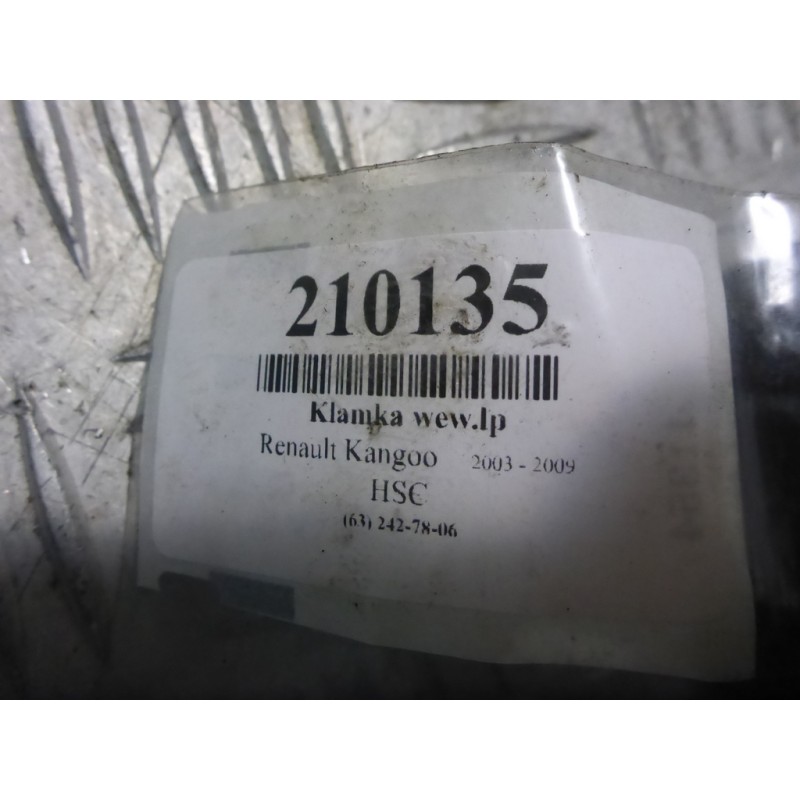 210135
Klamka wew.lp
Renault Kangoo 2003 - 2009
HSC
(63) 242-78-06